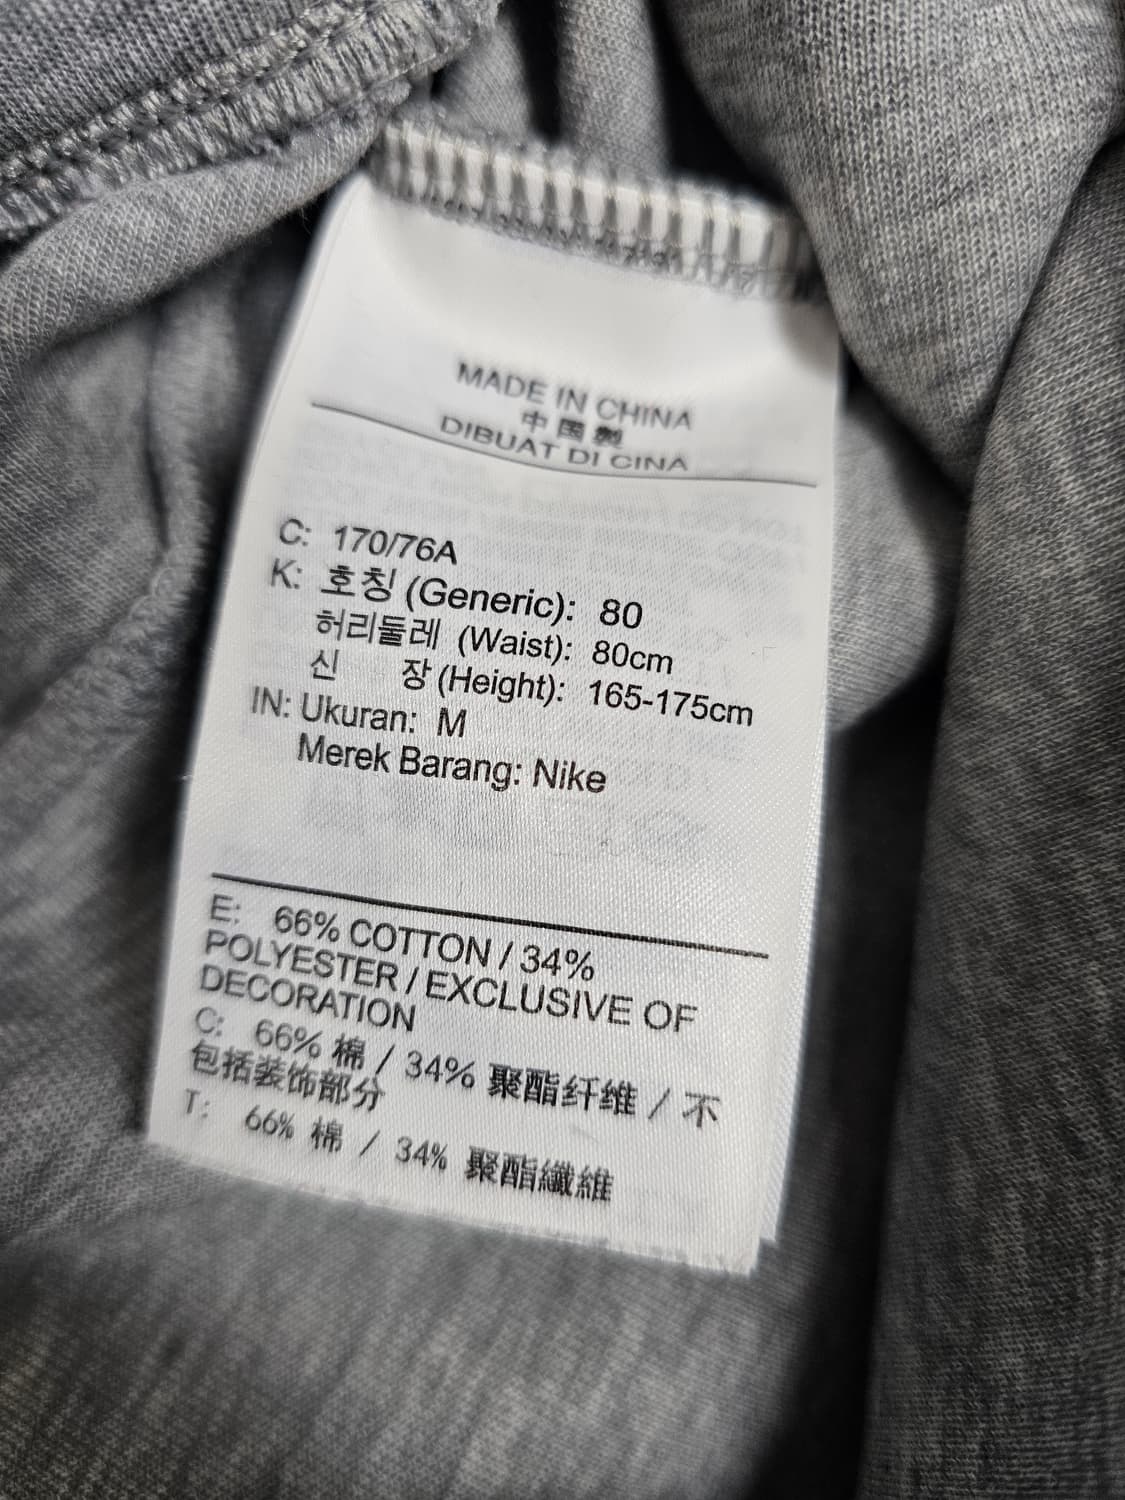 MADE IN CHINA
中国製
DIBUAT DI CINA
C: 170/76A
K: 호칭 (Generic): 80
허리둘레 (Waist): 80cm
신 장 (Height): 165-175cm
IN: Ukuran: M
Merek Barang: Nike
E: 66% COTTON / 34%
POLYESTER / EXCLUSIVE OF
DECORATION
C: 66% 棉 / 34% 聚酯纤维 / 不
包括装饰部分
T: 66% 棉 / 34% 聚酯纖維